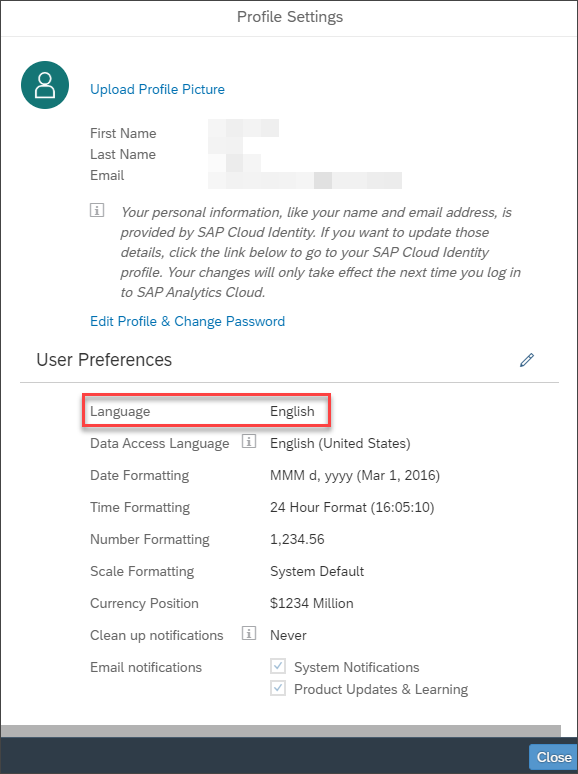 Profile Settings
Upload Profile Picture
First Name
Last Name
Email
Your personal information, like your name and email address, is
provided by SAP Cloud Identity. If you want to update those
details, click the link below to go to your SAP Cloud Identity
profile. Your changes will only take effect the next time you log in
to SAP Analytics Cloud.
Edit Profile & Change Password
User Preferences
Language English
Data Access Language English (United States)
Date Formatting MMM d, yyyy (Mar 1, 2016)
Time Formatting 24 Hour Format (16:05:10)
Number Formatting 1,234.56
Scale Formatting System Default
Currency Position $1234 Million
Clean up notifications Never
Email notifications System Notifications
Product Updates & Learning
Close